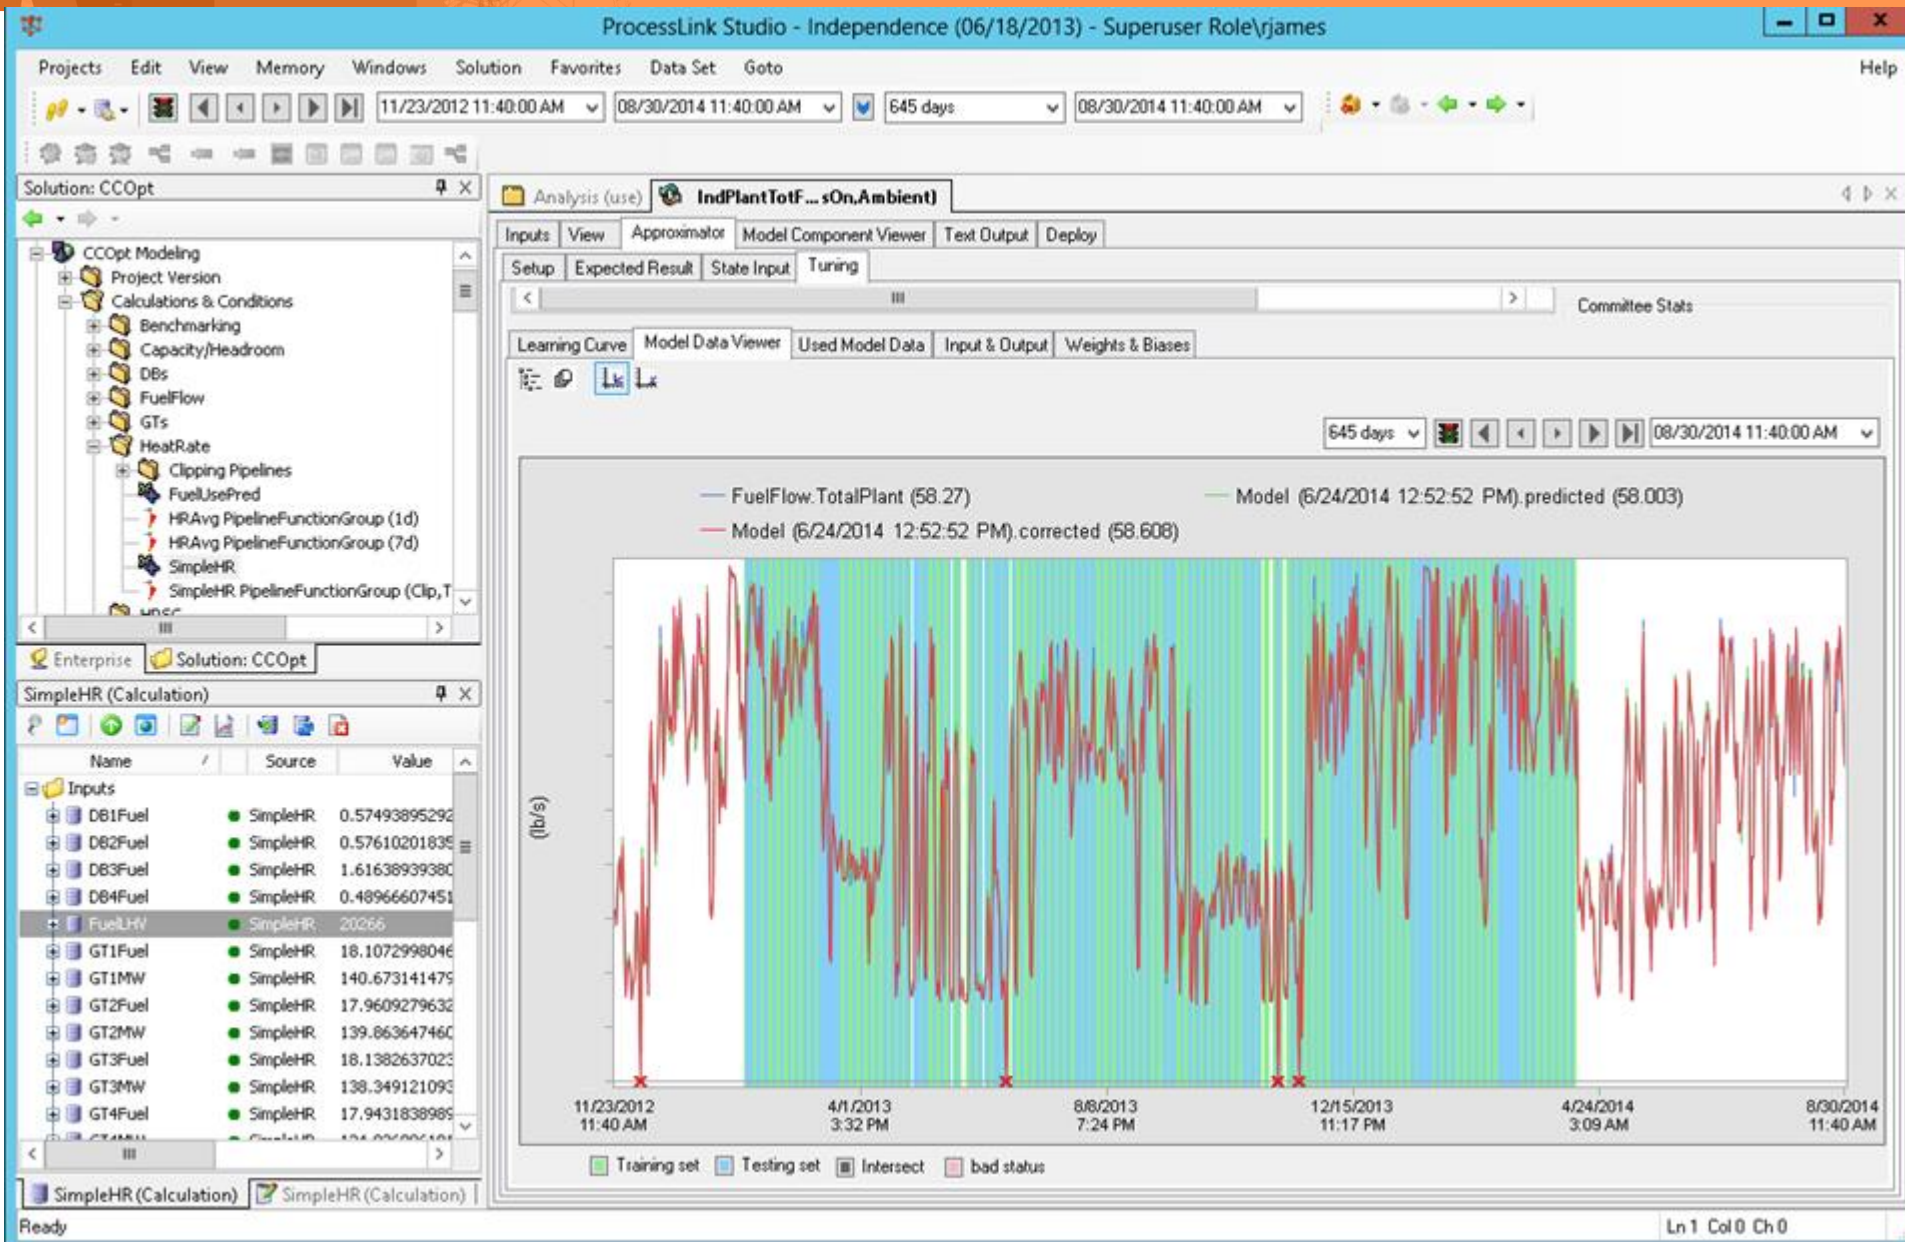 ProcessLink Studio - Independence (06/18/2013) - Superuser Role\rjames
Projects Edit View Memory Windows Solution Favorites Data Set Goto Help
11/23/2012 11:40:00 AM 08/30/2014 11:40:00 AM 645 days 08/30/2014 11:40:00 AM
Solution: CCOpt
CCOpt Modeling
Project Version
Calculations & Conditions
Benchmarking
Capacity/Headroom
DBs
FuelFlow
GTs
HeatRate
Clipping Pipelines
FuelUsePred
HRAvg PipelineFunctionGroup (1d)
HRAvg PipelineFunctionGroup (7d)
SimpleHR
SimpleHR PipelineFunctionGroup (Clip,T
Enterprise Solution: CCOpt
SimpleHR (Calculation)
Name / Source Value
Inputs
DB1Fuel SimpleHR 0.57493895292
DB2Fuel SimpleHR 0.57610201835
DB3Fuel SimpleHR 1.61638939380
DB4Fuel SimpleHR 0.48966607451
FuelLHV SimpleHR 20266
GT1Fuel SimpleHR 18.1072998046
GT1MW SimpleHR 140.673141479
GT2Fuel SimpleHR 17.9609279632
GT2MW SimpleHR 139.863647460
GT3Fuel SimpleHR 18.1382637023
GT3MW SimpleHR 138.349121093
GT4Fuel SimpleHR 17.9431838989
SimpleHR (Calculation) SimpleHR (Calculation)
Ready
Analysis (use) IndPlantTotF...sOn,Ambient)
Inputs View Approximator Model Component Viewer Text Output Deploy
Setup Expected Result State Input Tuning
Committee Stats
Learning Curve Model Data Viewer Used Model Data Input & Output Weights & Biases
645 days 08/30/2014 11:40:00 AM
FuelFlow.TotalPlant (58.27) Model (6/24/2014 12:52:52 PM).predicted (58.003)
Model (6/24/2014 12:52:52 PM).corrected (58.608)
(lb/s)
11/23/2012 4/1/2013 8/8/2013 12/15/2013 4/24/2014 8/30/2014
11:40 AM 3:32 PM 7:24 PM 11:17 PM 3:09 AM 11:40 AM
Training set Testing set Intersect bad status
Ln 1 Col 0 Ch 0